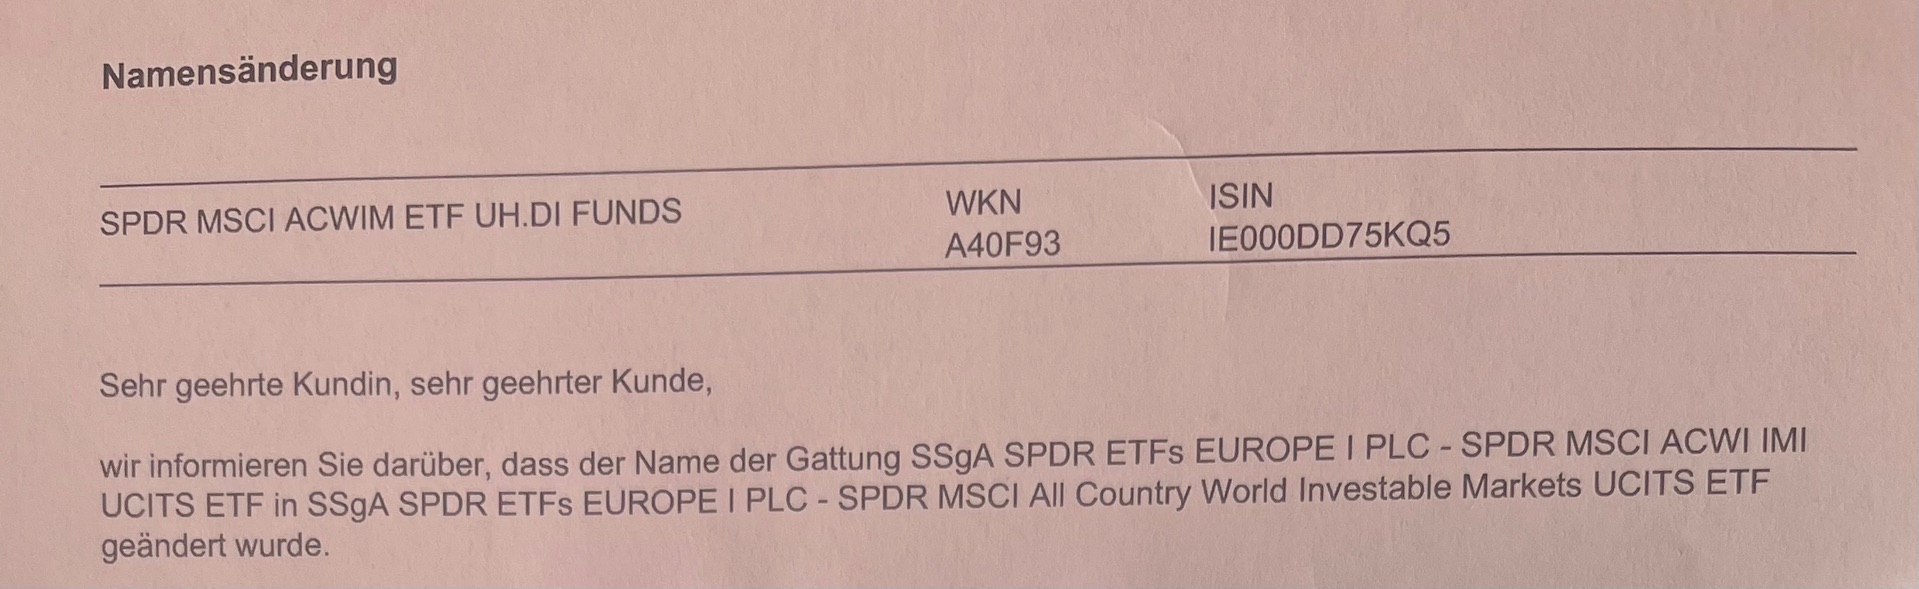 Namensänderung
SPDR MSCI ACWIM ETF UH.DI FUNDS
WKN
A40F93
ISIN
IE000DD75KQ5
Sehr geehrte Kundin, sehr geehrter Kunde,
wir informieren Sie darüber, dass der Name der Gattung SSgA SPDR ETFs EUROPE I PLC - SPDR MSCI ACWI IMI
UCITS ETF in SSgA SPDR ETFs EUROPE I PLC - SPDR MSCI All Country World Investable Markets UCITS ETF
geändert wurde.